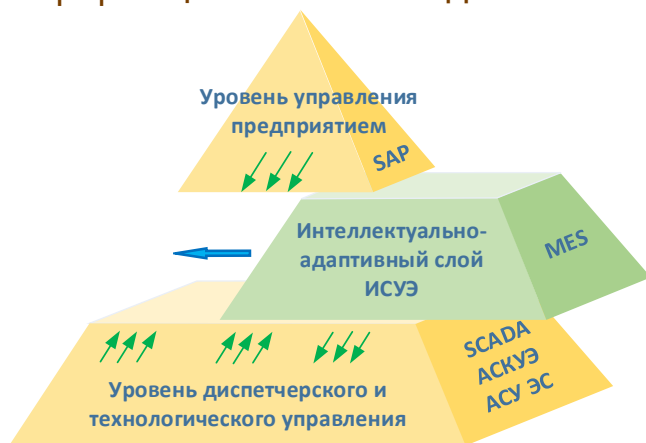 Уровень управления
предприятием
SAP
Интеллектуально-
адаптивный слой
ИСУЭ
MES
SCADA
АСКУЭ
АСУ ЭС
Уровень диспетчерского и
технологического управления